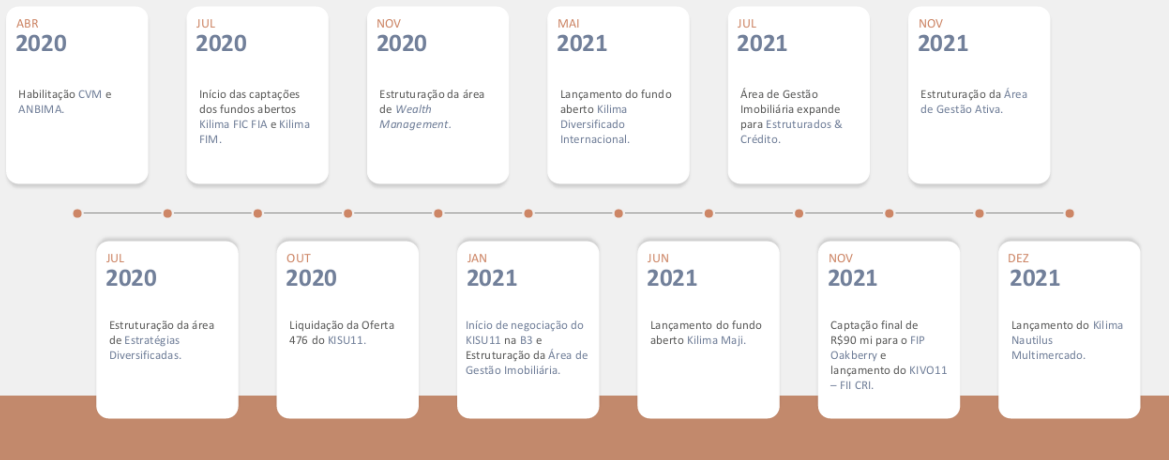 ABR
2020
Habilitação CVM e
ANBIMA.
JUL
2020
Início das captações
dos fundos abertos
Kilima FIC FIA e Kilima
FIM.
NOV
2020
Estruturação da área
de Wealth
Management.
MAI
2021
Lançamento do fundo
aberto Kilima
Diversificado
Internacional.
JUL
2021
Área de Gestão
Imobiliária expande
para Estruturados &
Crédito.
NOV
2021
Estruturação da Área
de Gestão Ativa.
JUL
2020
Estruturação da área
de Estratégias
Diversificadas.
OUT
2020
Liquidação da Oferta
476 do KISU11.
JAN
2021
Início de negociação do
KISU11 na B3 e
Estruturação da Área de
Gestão Imobiliária.
JUN
2021
Lançamento do fundo
aberto Kilima Maji.
NOV
2021
Captação final de
R$90 mi para o FIP
Oakberry e
lançamento do KIVO11
– FII CRI.
DEZ
2021
Lançamento do Kilima
Nautilus
Multimercado.